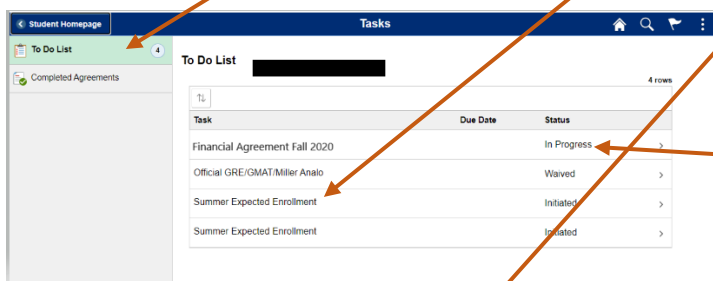 Student Homepage
Tasks
To Do List 4
Completed Agreements
To Do List
4 rows
Task Due Date Status
Financial Agreement Fall 2020 In Progress
Official GRE/GMAT/Miller Analo Waived
Summer Expected Enrollment Initiated
Summer Expected Enrollment Initiated